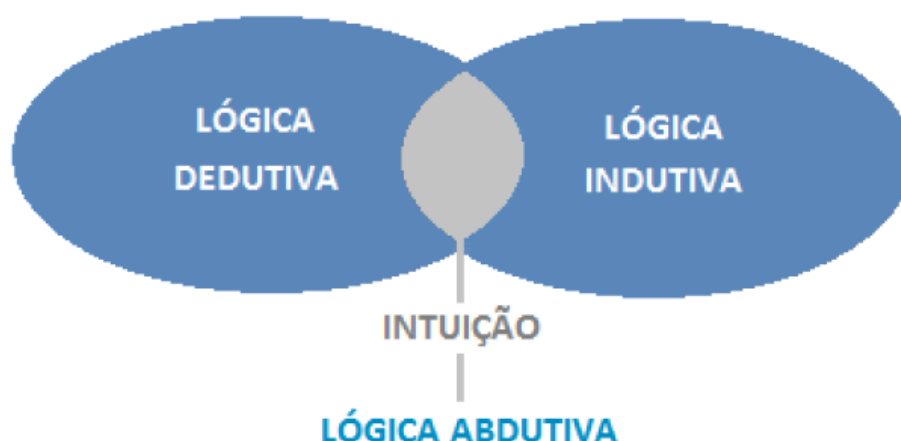 LÓGICA
DEDUTIVA
LÓGICA
INDUTIVA
INTUIÇÃO
LÓGICA ABDUTIVA